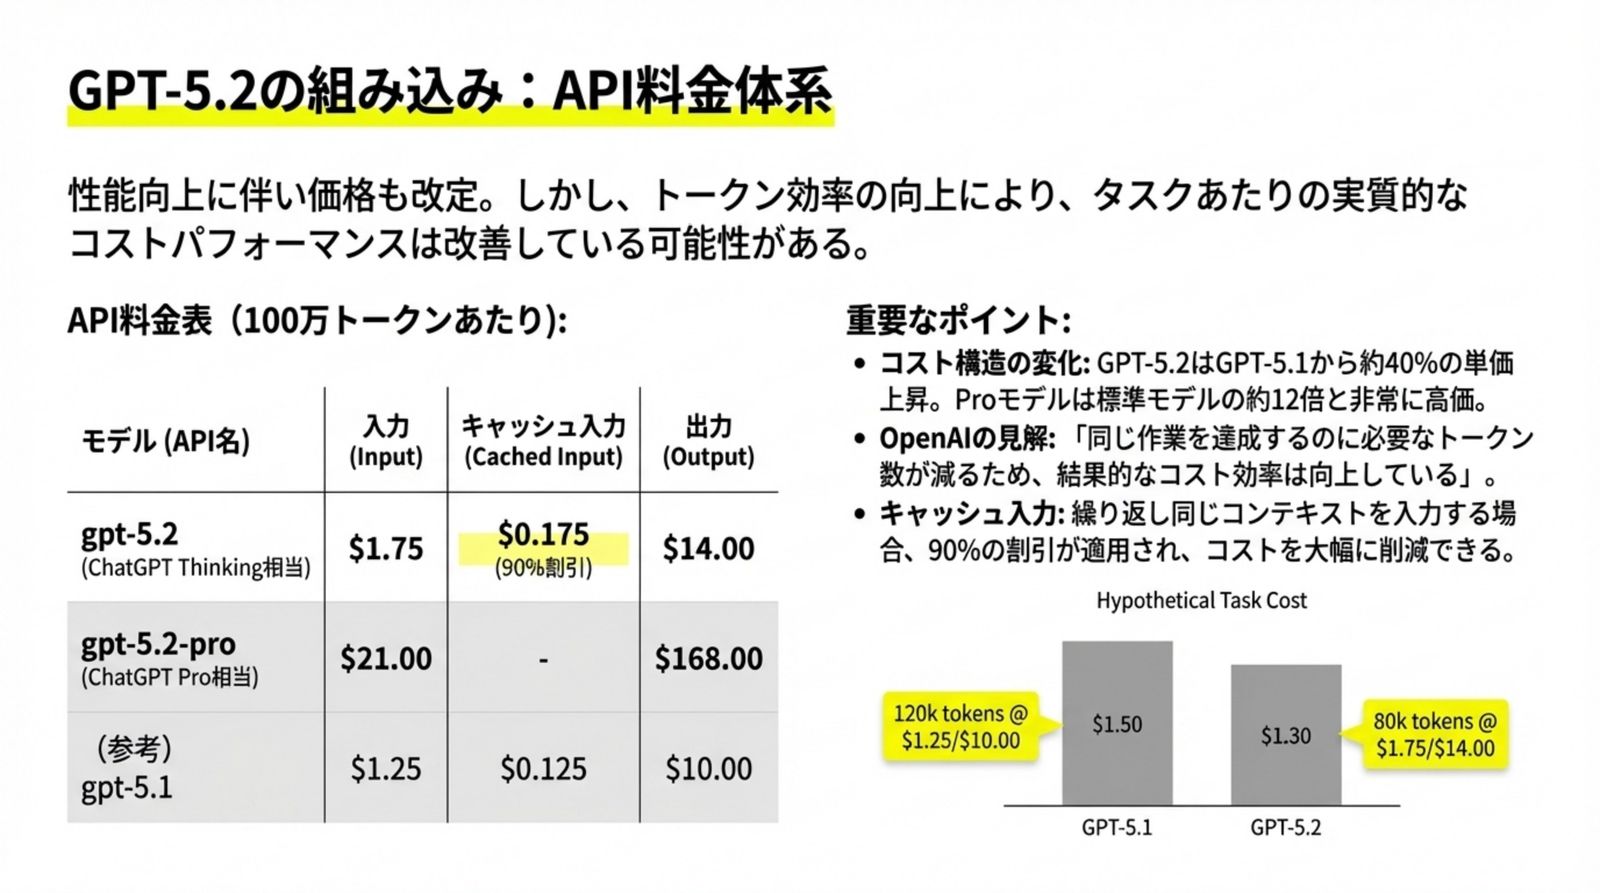 GPT-5.2の組み込み：API料金体系
性能向上に伴い価格も改定。しかし、トークン効率の向上により、タスクあたりの実質的な
コストパフォーマンスは改善している可能性がある。
API料金表（100万トークンあたり):
モデル (API名)
入力
(Input)
キャッシュ入力
(Cached Input)
出力
(Output)
gpt-5.2
(ChatGPT Thinking相当)
$1.75
$0.175
(90%割引)
$14.00
gpt-5.2-pro
(ChatGPT Pro相当)
$21.00
-
$168.00
（参考）
gpt-5.1
$1.25
$0.125
$10.00
重要なポイント:
• コスト構造の変化: GPT-5.2はGPT-5.1から約40%の単価
上昇。Proモデルは標準モデルの約12倍と非常に高価。
• OpenAIの見解: 「同じ作業を達成するのに必要なトークン
数が減るため、結果的なコスト効率は向上している」。
• キャッシュ入力: 繰り返し同じコンテキストを入力する場
合、90%の割引が適用され、コストを大幅に削減できる。
Hypothetical Task Cost
120k tokens @
$1.25/$10.00
$1.50
$1.30
80k tokens @
$1.75/$14.00
GPT-5.1
GPT-5.2